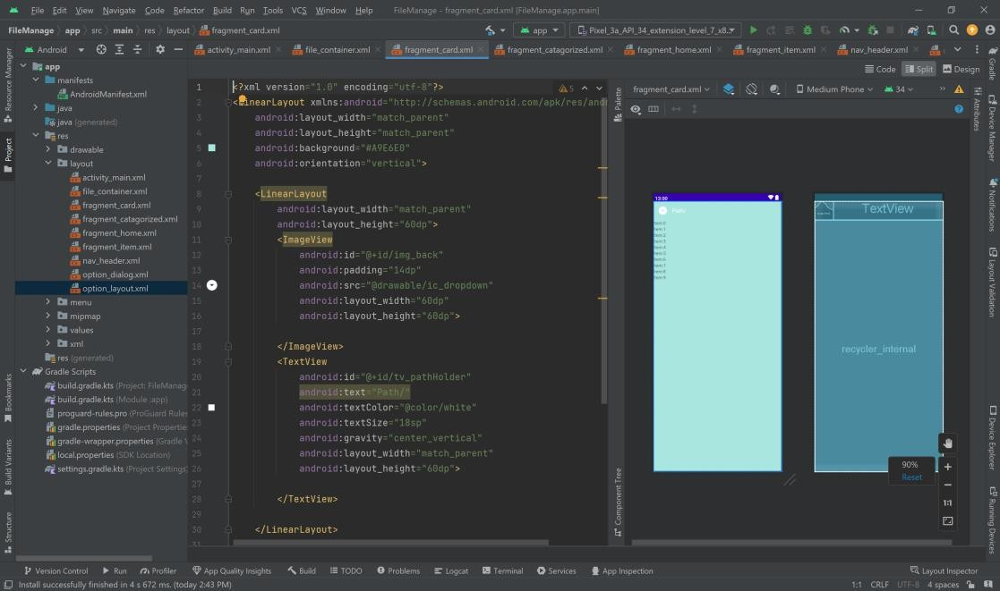 File Edit View Navigate Code Refactor Build Run Tools VCS Window Help FileManage - fragment_card.xml [FileManage.app.main]
FileManage app src main res layout fragment_card.xml app Pixel_3a_API_34_extension_level_7_x8...
Android activity_main.xml file_container.xml fragment_card.xml fragment_catagorized.xml fragment_home.xml fragment_item.xml nav_header.xml
Code Split Design
Resource Manager
Project
Bookmarks
Build Variants
Structure
app
manifests
AndroidManifest.xml
java
java (generated)
res
drawable
layout
activity_main.xml
file_container.xml
fragment_card.xml
fragment_catagorized.xml
fragment_home.xml
fragment_item.xml
nav_header.xml
option_dialog.xml
option_layout.xml
menu
mipmap
values
xml
res (generated)
Gradle Scripts
build.gradle.kts (Project: FileManag
build.gradle.kts (Module :app)
proguard-rules.pro (ProGuard Rules
gradle.properties (Project Propertie
gradle-wrapper.properties (Gradle V
local.properties (SDK Location)
settings.gradle.kts (Project Settings
1 <?xml version="1.0" encoding="utf-8"?> 5
2 <LinearLayout xmlns:android="http://schemas.android.com/apk/res/and
3 android:layout_width="match_parent"
4 android:layout_height="match_parent"
5 android:background="#A9E6E0"
6 android:orientation="vertical">
7
8 <LinearLayout
9 android:layout_width="match_parent"
10 android:layout_height="60dp">
11 <ImageView
12 android:id="@+id/img_back"
13 android:padding="14dp"
14 android:src="@drawable/ic_dropdown"
15 android:layout_width="60dp"
16 android:layout_height="60dp">
17
18 </ImageView>
19 <TextView
20 android:id="@+id/tv_pathHolder"
21 android:text="Path/"
22 android:textColor="@color/white"
23 android:textSize="18sp"
24 android:gravity="center_vertical"
25 android:layout_width="match_parent"
26 android:layout_height="60dp">
27
28 </TextView>
29
30 </LinearLayout>
31
Palette
Component Tree
fragment_card.xml Medium Phone 34
13:00
Path/
Item 0
Item 1
Item 2
Item 3
Item 4
Item 5
Item 6
Item 7
Item 8
Item 9
TextView
recycler_internal
90%
Reset
1:1
Gradle
Device Manager
Attributes
Notifications
Layout Validation
Device Explorer
Running Devices
Version Control Run Profiler App Quality Insights Build TODO Problems Logcat Terminal Services App Inspection Layout Inspector
Install successfully finished in 4 s 672 ms. (today 2:43 PM) 1:1 CRLF UTF-8 4 spaces